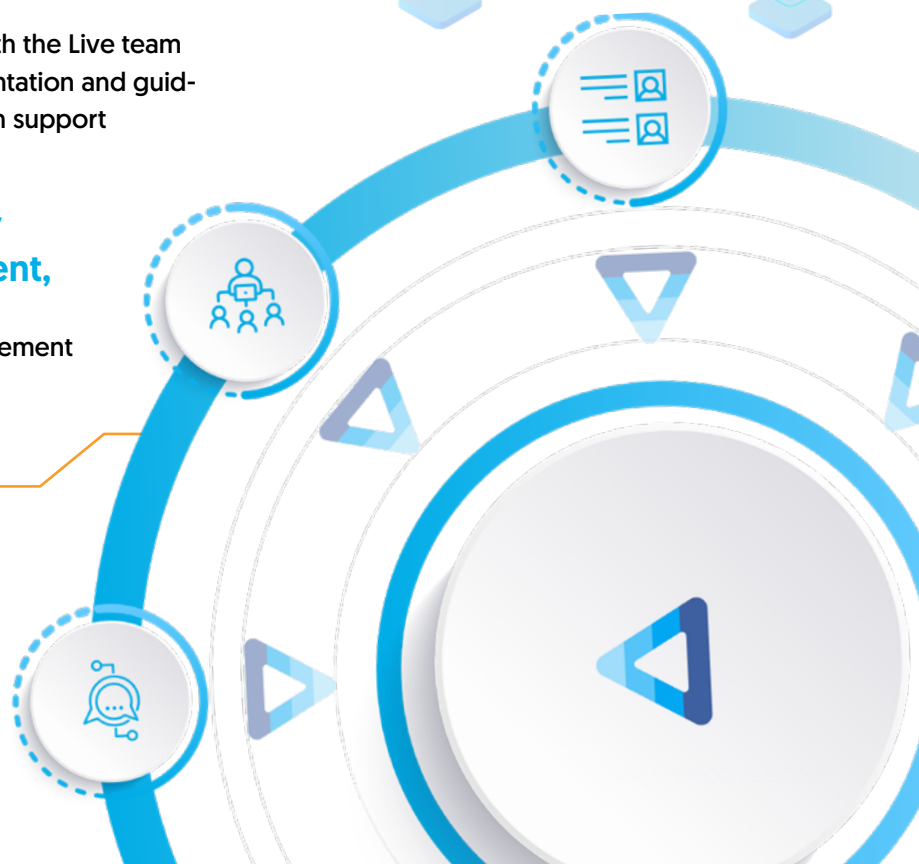 th the Live team
ntation and guid-
n support
ent,
ement